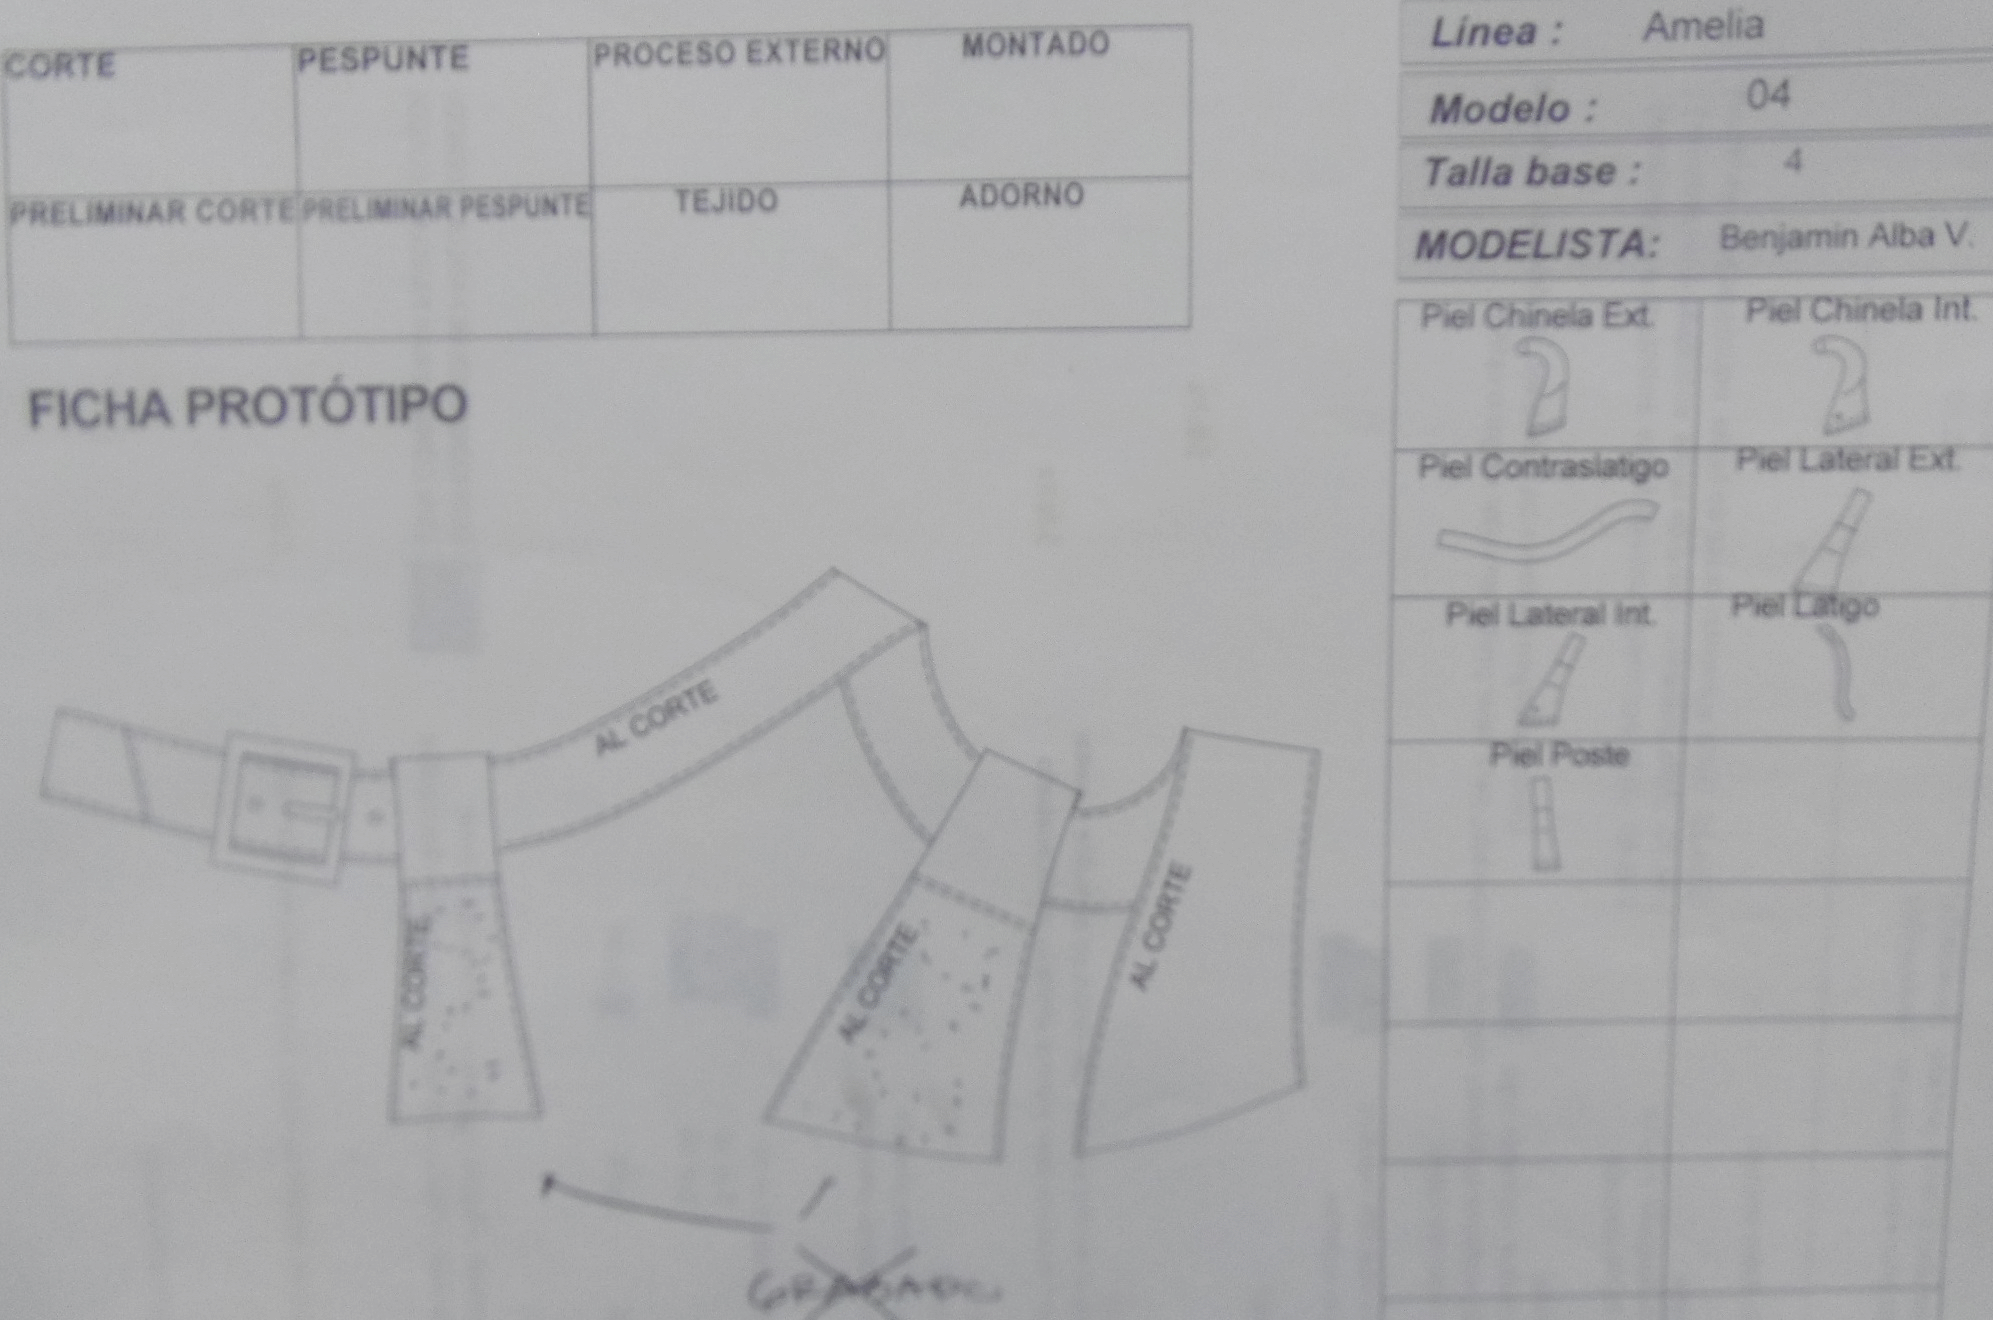 CORTE PESPUNTE PROCESO EXTERNO MONTADO
PRELIMINAR CORTE PRELIMINAR PESPUNTE TEJIDO ADORNO
FICHA PROTÓTIPO
AL CORTE
AL CORTE
AL CORTE
AL CORTE
Línea : Amelia
Modelo : 04
Talla base : 4
MODELISTA: Benjamin Alba V.
Piel Chinela Ext. Piel Chinela Int.
Piel Contraslatigo Piel Lateral Ext.
Piel Lateral Int. Piel Latigo
Piel Poste